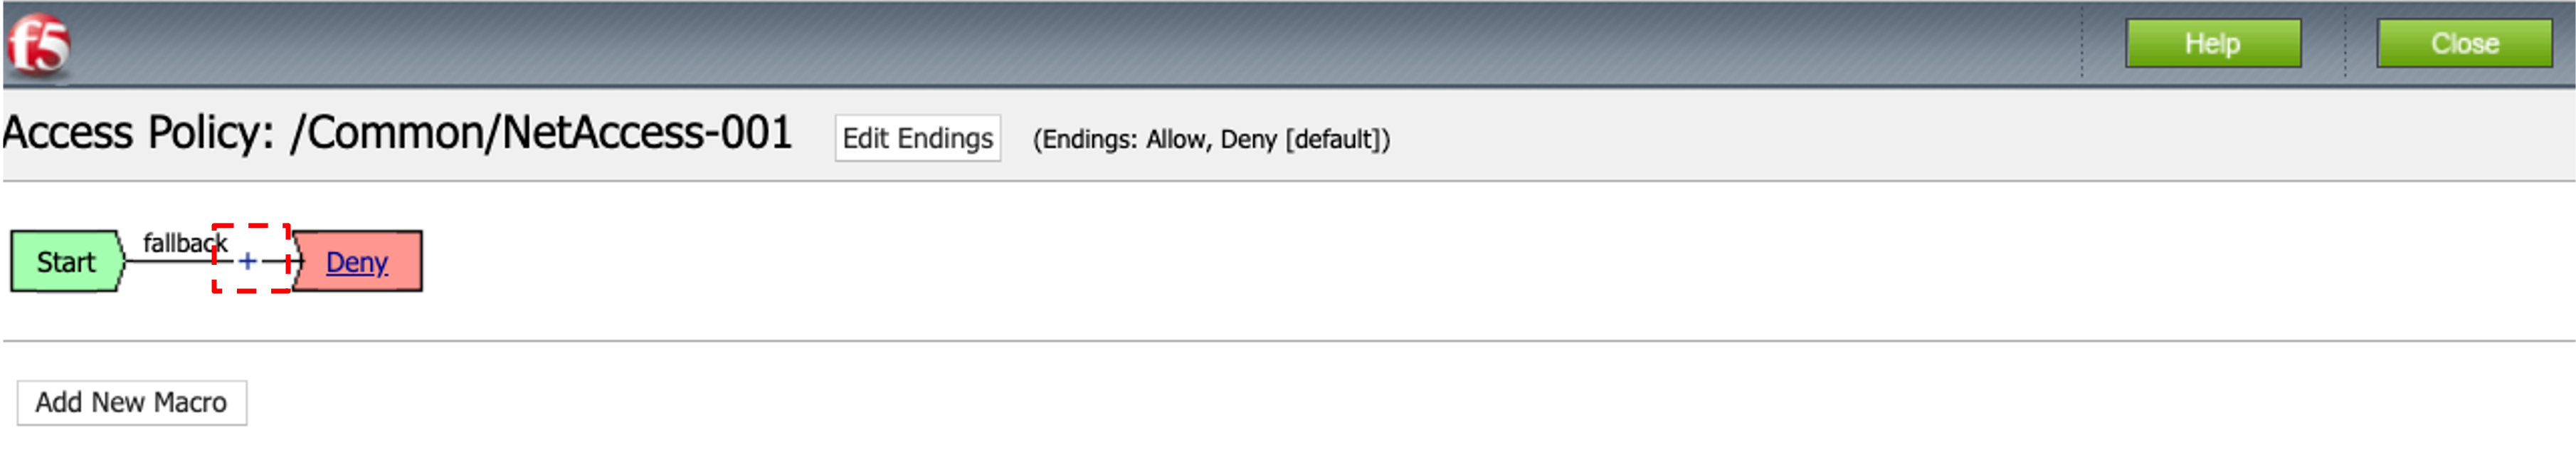 f5
Help
Close
Access Policy: /Common/NetAccess-001
Edit Endings
(Endings: Allow, Deny [default])
Start
fallback
+
Deny
Add New Macro